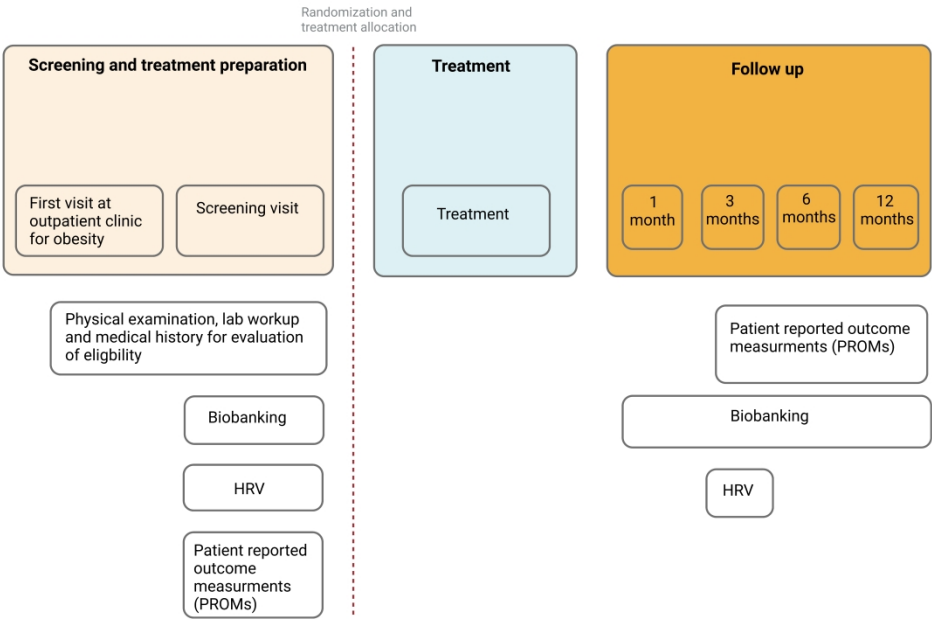 Randomization and
treatment allocation
Screening and treatment preparation
First visit at
outpatient clinic
for obesity
Screening visit
Treatment
Treatment
Follow up
1
month
3
months
6
months
12
months
Physical examination, lab workup
and medical history for evaluation
of eligbility
Biobanking
HRV
Patient reported
outcome
measurments
(PROMs)
Patient reported outcome
measurments (PROMs)
Biobanking
HRV